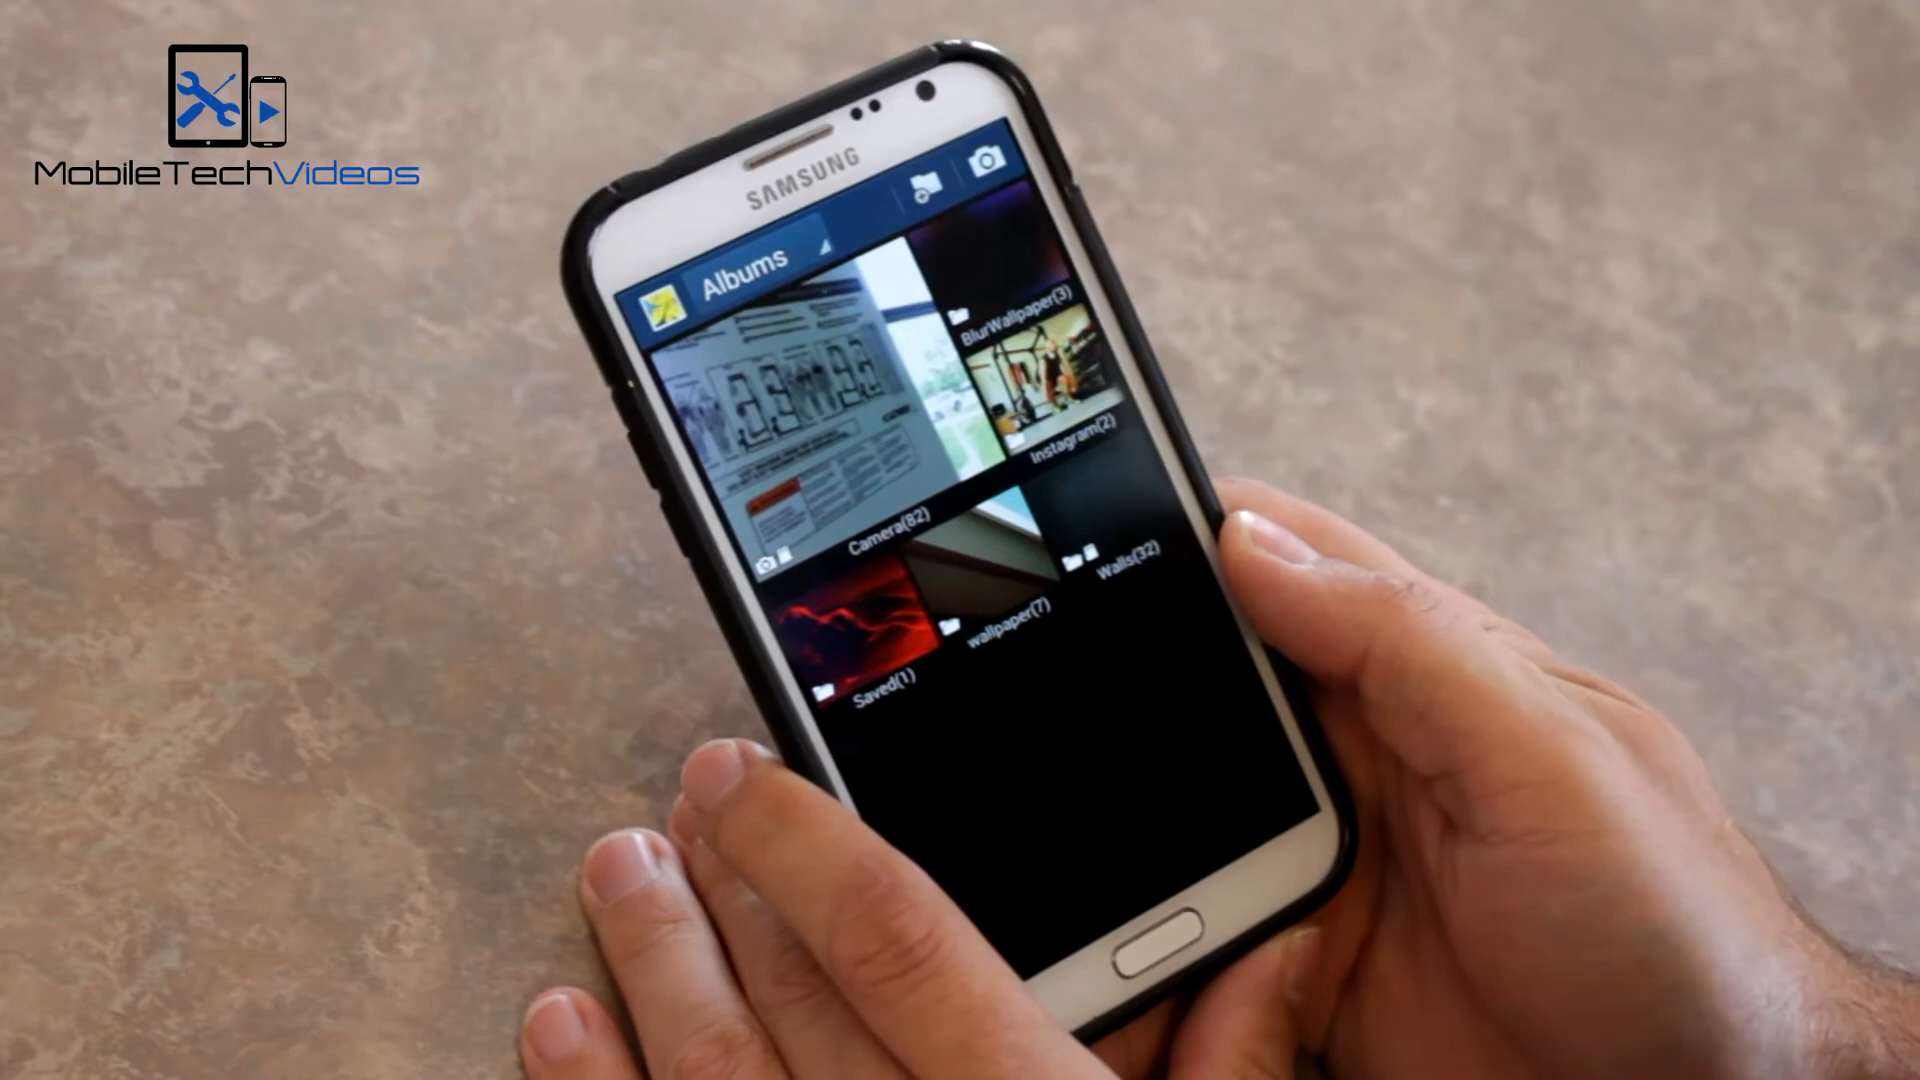 MobileTechVideos
SAMSUNG
Albums
BlurWallpaper(3)
Instagram(2)
Camera(82)
Walls(32)
wallpaper(7)
Saved(1)